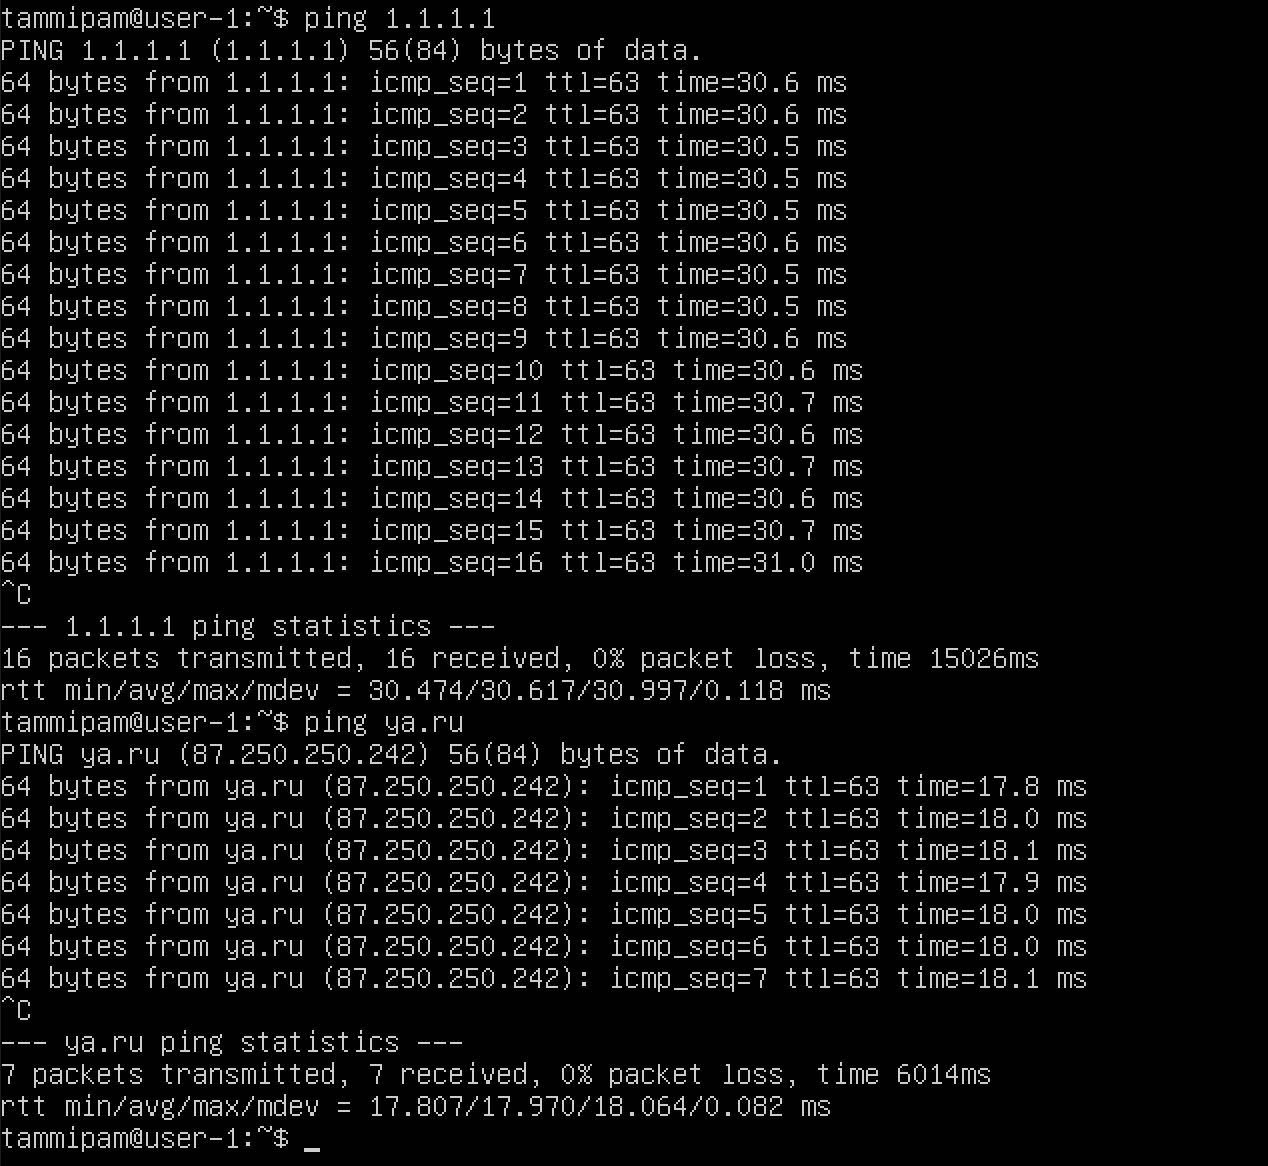 tammipam@user-1:~$ ping 1.1.1.1
PING 1.1.1.1 (1.1.1.1) 56(84) bytes of data.
64 bytes from 1.1.1.1: icmp_seq=1 ttl=63 time=30.6 ms
64 bytes from 1.1.1.1: icmp_seq=2 ttl=63 time=30.6 ms
64 bytes from 1.1.1.1: icmp_seq=3 ttl=63 time=30.5 ms
64 bytes from 1.1.1.1: icmp_seq=4 ttl=63 time=30.5 ms
64 bytes from 1.1.1.1: icmp_seq=5 ttl=63 time=30.5 ms
64 bytes from 1.1.1.1: icmp_seq=6 ttl=63 time=30.6 ms
64 bytes from 1.1.1.1: icmp_seq=7 ttl=63 time=30.5 ms
64 bytes from 1.1.1.1: icmp_seq=8 ttl=63 time=30.5 ms
64 bytes from 1.1.1.1: icmp_seq=9 ttl=63 time=30.6 ms
64 bytes from 1.1.1.1: icmp_seq=10 ttl=63 time=30.6 ms
64 bytes from 1.1.1.1: icmp_seq=11 ttl=63 time=30.7 ms
64 bytes from 1.1.1.1: icmp_seq=12 ttl=63 time=30.6 ms
64 bytes from 1.1.1.1: icmp_seq=13 ttl=63 time=30.7 ms
64 bytes from 1.1.1.1: icmp_seq=14 ttl=63 time=30.6 ms
64 bytes from 1.1.1.1: icmp_seq=15 ttl=63 time=30.7 ms
64 bytes from 1.1.1.1: icmp_seq=16 ttl=63 time=31.0 ms
^C
--- 1.1.1.1 ping statistics ---
16 packets transmitted, 16 received, 0% packet loss, time 15026ms
rtt min/avg/max/mdev = 30.474/30.617/30.997/0.118 ms
tammipam@user-1:~$ ping ya.ru
PING ya.ru (87.250.250.242) 56(84) bytes of data.
64 bytes from ya.ru (87.250.250.242): icmp_seq=1 ttl=63 time=17.8 ms
64 bytes from ya.ru (87.250.250.242): icmp_seq=2 ttl=63 time=18.0 ms
64 bytes from ya.ru (87.250.250.242): icmp_seq=3 ttl=63 time=18.1 ms
64 bytes from ya.ru (87.250.250.242): icmp_seq=4 ttl=63 time=17.9 ms
64 bytes from ya.ru (87.250.250.242): icmp_seq=5 ttl=63 time=18.0 ms
64 bytes from ya.ru (87.250.250.242): icmp_seq=6 ttl=63 time=18.0 ms
64 bytes from ya.ru (87.250.250.242): icmp_seq=7 ttl=63 time=18.1 ms
^C
--- ya.ru ping statistics ---
7 packets transmitted, 7 received, 0% packet loss, time 6014ms
rtt min/avg/max/mdev = 17.807/17.970/18.064/0.082 ms
tammipam@user-1:~$ _